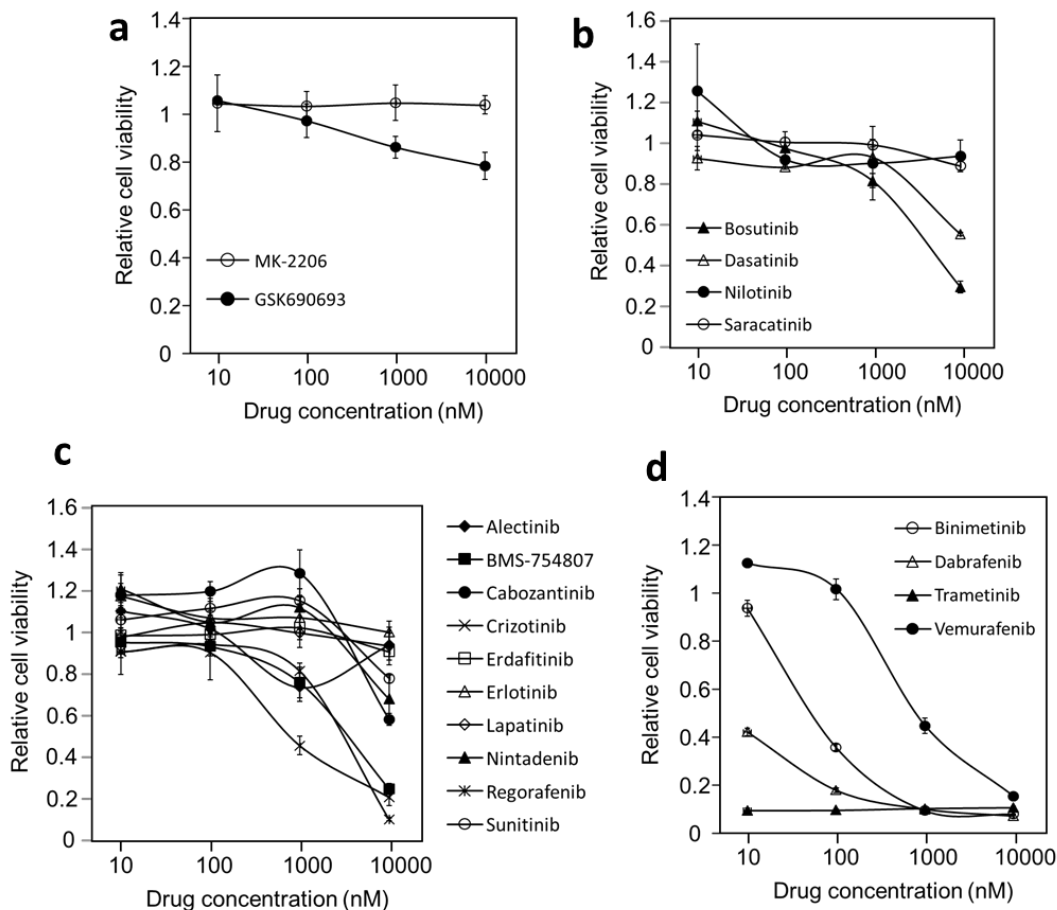 a
Relative cell viability
1.4
1.2
1
0.8
0.6
0.4
0.2
0
MK-2206
GSK690693
10 100 1000 10000
Drug concentration (nM)
b
Relative cell viability
1.6
1.4
1.2
1
0.8
0.6
0.4
0.2
0
Bosutinib
Dasatinib
Nilotinib
Saracatinib
10 100 1000 10000
Drug concentration (nM)
c
Relative cell viability
1.6
1.4
1.2
1
0.8
0.6
0.4
0.2
0
10 100 1000 10000
Drug concentration (nM)
Alectinib
BMS-754807
Cabozantinib
Crizotinib
Erdafitinib
Erlotinib
Lapatinib
Nintadenib
Regorafenib
Sunitinib
d
Relative cell viability
1.4
1.2
1
0.8
0.6
0.4
0.2
0
Binimetinib
Dabrafenib
Trametinib
Vemurafenib
10 100 1000 10000
Drug concentration (nM)